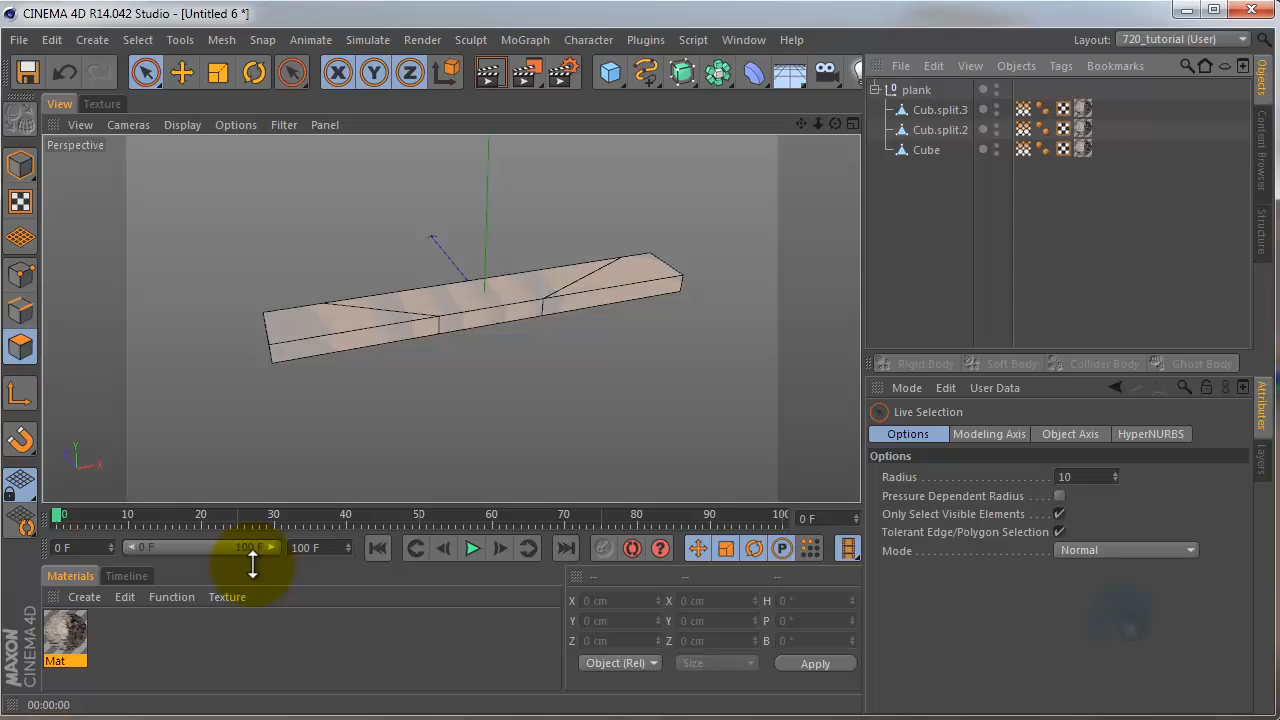 CINEMA 4D R14.042 Studio - [Untitled 6 *]
File Edit Create Select Tools Mesh Snap Animate Simulate Render Sculpt MoGraph Character Plugins Script Window Help Layout: 720_tutorial (User)
View Texture
View Cameras Display Options Filter Panel
Perspective
Y
X
File Edit View Objects Tags Bookmarks
plank
Cub.split.3
Cub.split.2
Cube
Objects
Content Browser
Structure
Rigid Body Soft Body Collider Body Ghost Body
Mode Edit User Data
Live Selection
Options Modeling Axis Object Axis HyperNURBS
Options
Radius 10
Pressure Dependent Radius
Only Select Visible Elements
Tolerant Edge/Polygon Selection
Mode Normal
Attributes
Layers
0 10 20 30 40 50 60 70 80 90 100 0 F
0 F 0 F 100 F 100 F
Materials Timeline
Create Edit Function Texture
Mat
-- -- --
X 0 cm X 0 cm H 0 °
Y 0 cm Y 0 cm P 0 °
Z 0 cm Z 0 cm B 0 °
Object (Rel) Size Apply
MAXON
CINEMA 4D
00:00:00